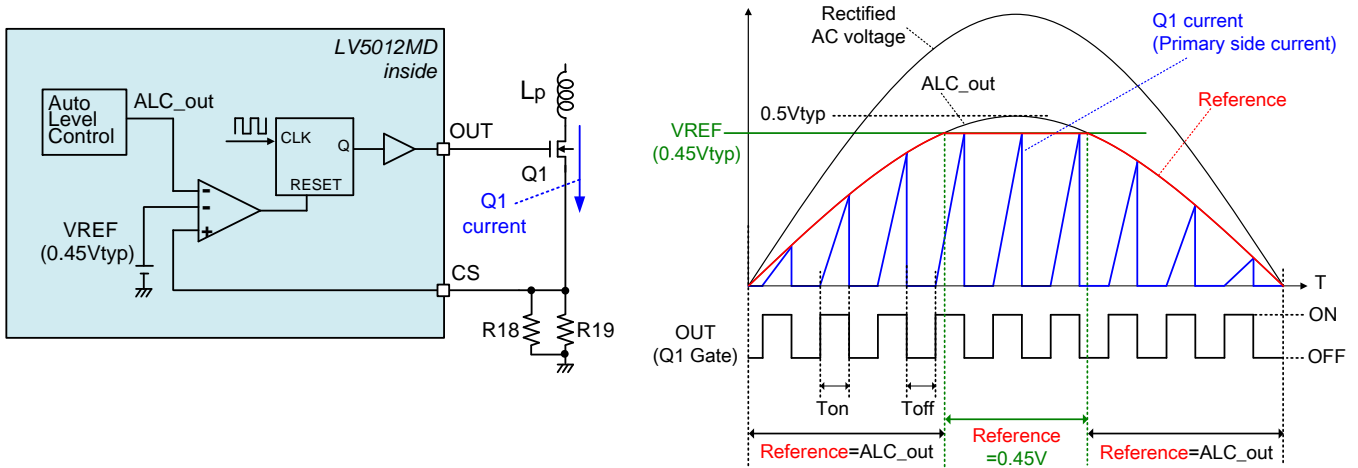 LV5012MD
inside
Auto
Level
Control
ALC_out
CLK
Q
RESET
OUT
Lp
Q1
Q1
current
VREF
(0.45Vtyp)
CS
R18
R19
Rectified
AC voltage
Q1 current
(Primary side current)
ALC_out
0.5Vtyp
Reference
VREF
(0.45Vtyp)
T
OUT
(Q1 Gate)
ON
OFF
Ton
Toff
Reference=ALC_out
Reference
=0.45V
Reference=ALC_out